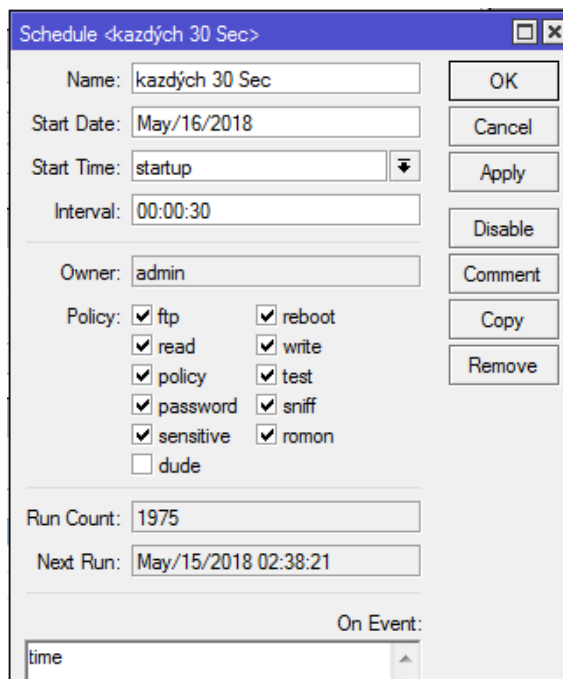 Schedule <kazdých 30 Sec>
Name: kazdých 30 Sec
Start Date: May/16/2018
Start Time: startup
Interval: 00:00:30
Owner: admin
Policy: ftp reboot
read write
policy test
password sniff
sensitive romon
dude
Run Count: 1975
Next Run: May/15/2018 02:38:21
On Event:
time
OK
Cancel
Apply
Disable
Comment
Copy
Remove